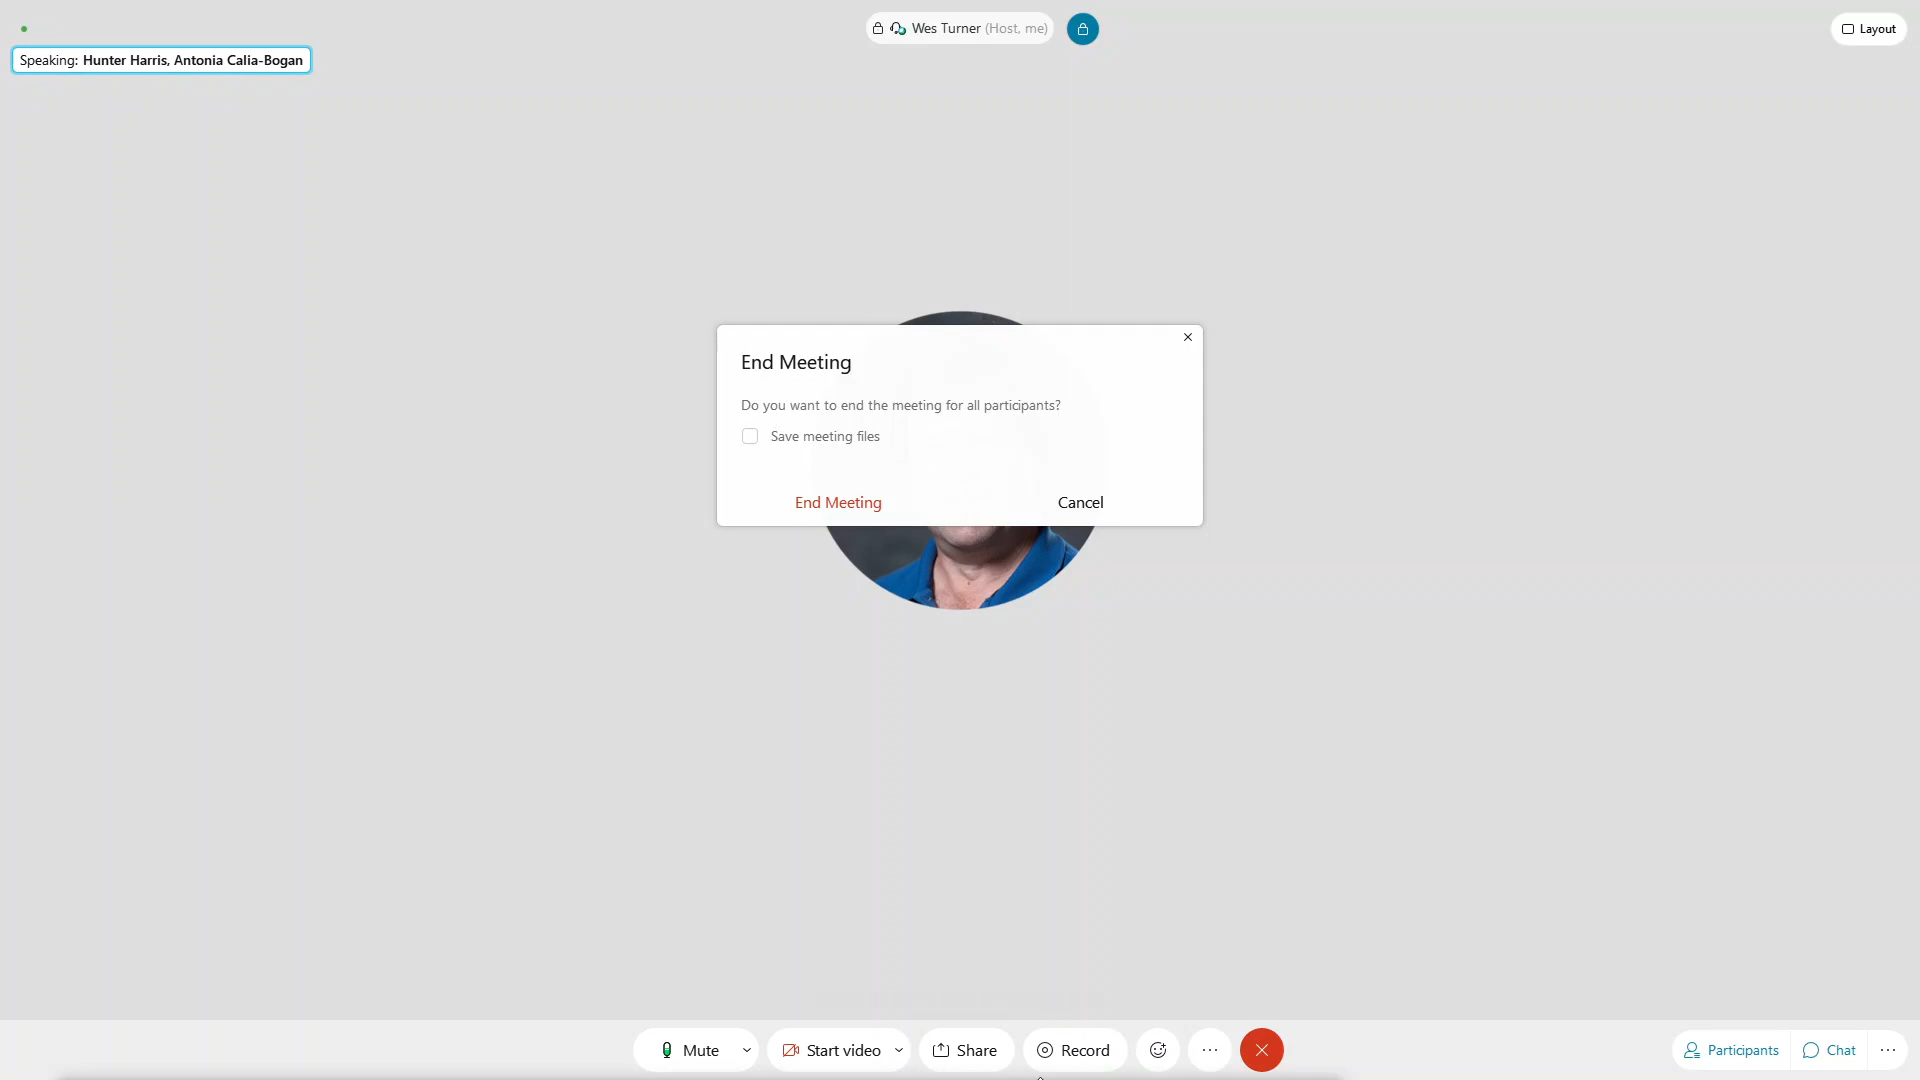 Wes Turner (Host, me)
Layout
Speaking: Hunter Harris, Antonia Calia-Bogan
End Meeting
Do you want to end the meeting for all participants?
Save meeting files
End Meeting
Cancel
Mute
Start video
Share
Record
Participants
Chat